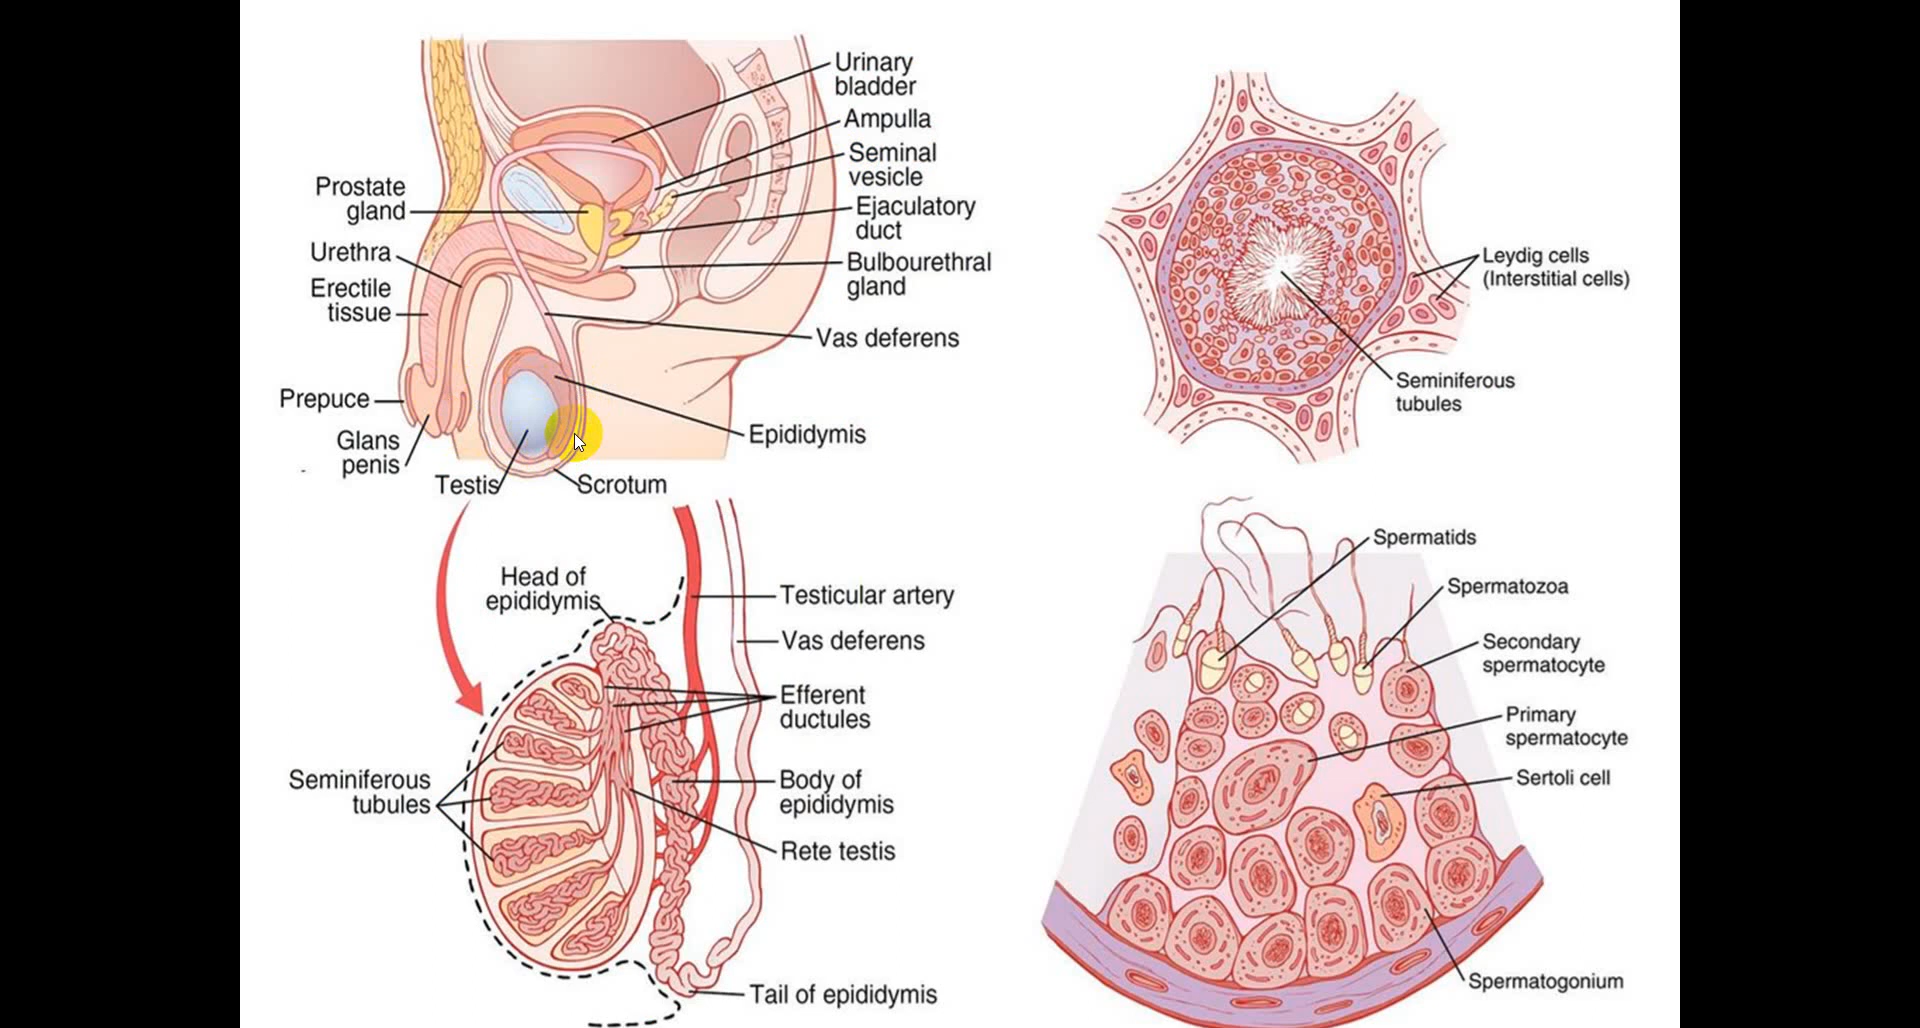 Urinary
bladder
Ampulla
Seminal
vesicle
Ejaculatory
duct
Bulbourethral
gland
Vas deferens
Epididymis
Scrotum
Testis
Glans
penis
Prepuce
Erectile
tissue
Urethra
Prostate
gland
Leydig cells
(Interstitial cells)
Seminiferous
tubules
Head of
epididymis
Testicular artery
Vas deferens
Efferent
ductules
Body of
epididymis
Rete testis
Tail of epididymis
Seminiferous
tubules
Spermatids
Spermatozoa
Secondary
spermatocyte
Primary
spermatocyte
Sertoli cell
Spermatogonium